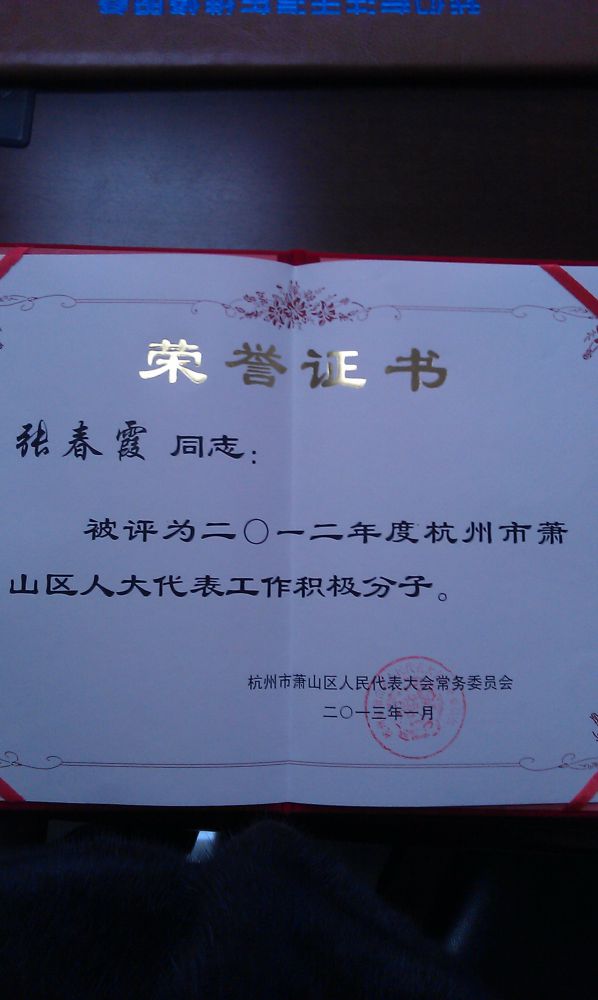 荣誉证书
张春霞 同志：
被评为二〇一二年度杭州市萧
山区人大代表工作积极分子。
杭州市萧山区人民代表大会常务委员会
二〇一三年一月